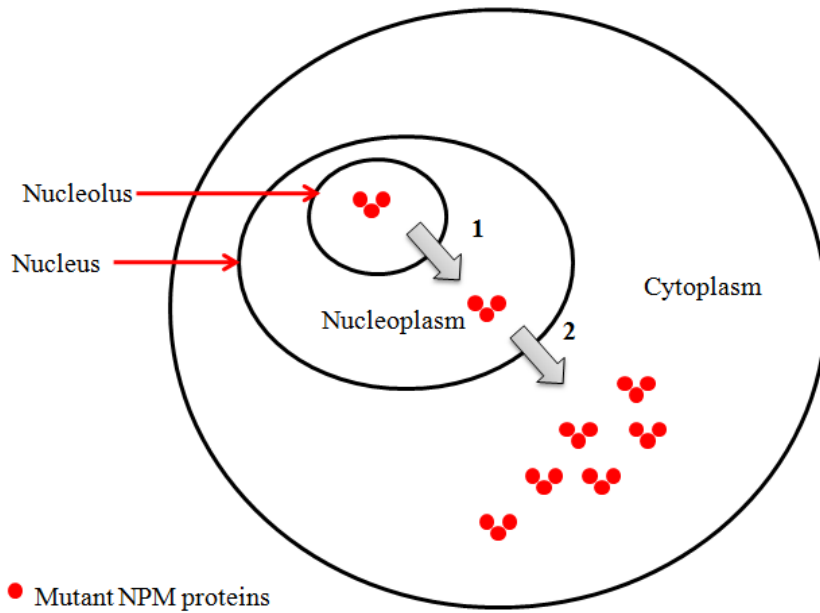 Nucleolus
1
Nucleus
Cytoplasm
Nucleoplasm
2
Mutant NPM proteins